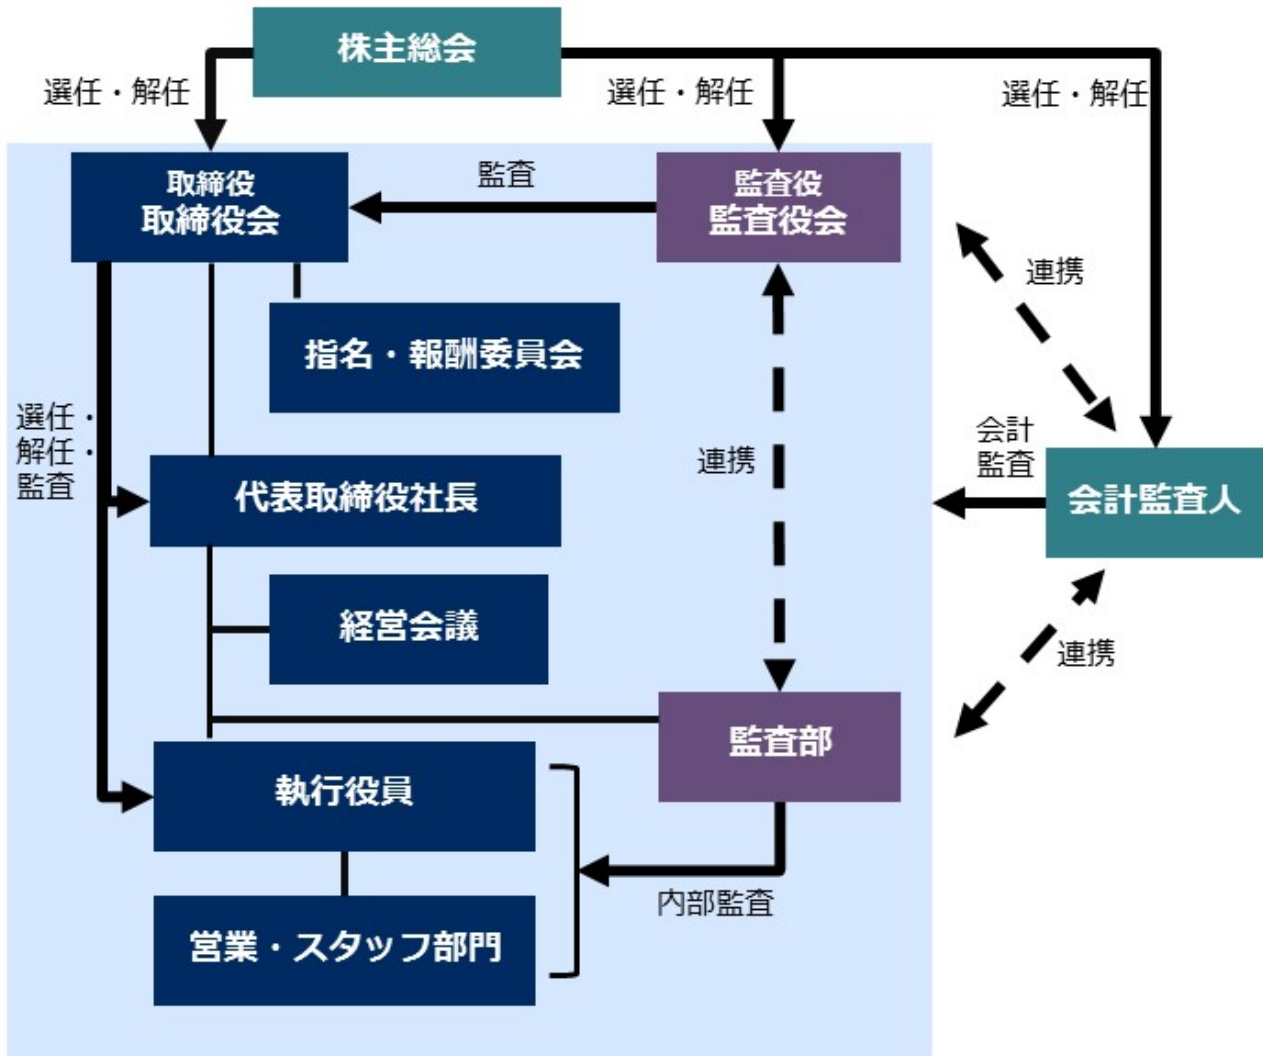 株主総会
選任・解任
選任・解任
選任・解任
取締役
取締役会
監査
監査役
監査役会
連携
指名・報酬委員会
選任・
解任・
監査
連携
会計
監査
代表取締役社長
会計監査人
経営会議
連携
監査部
執行役員
内部監査
営業・スタッフ部門